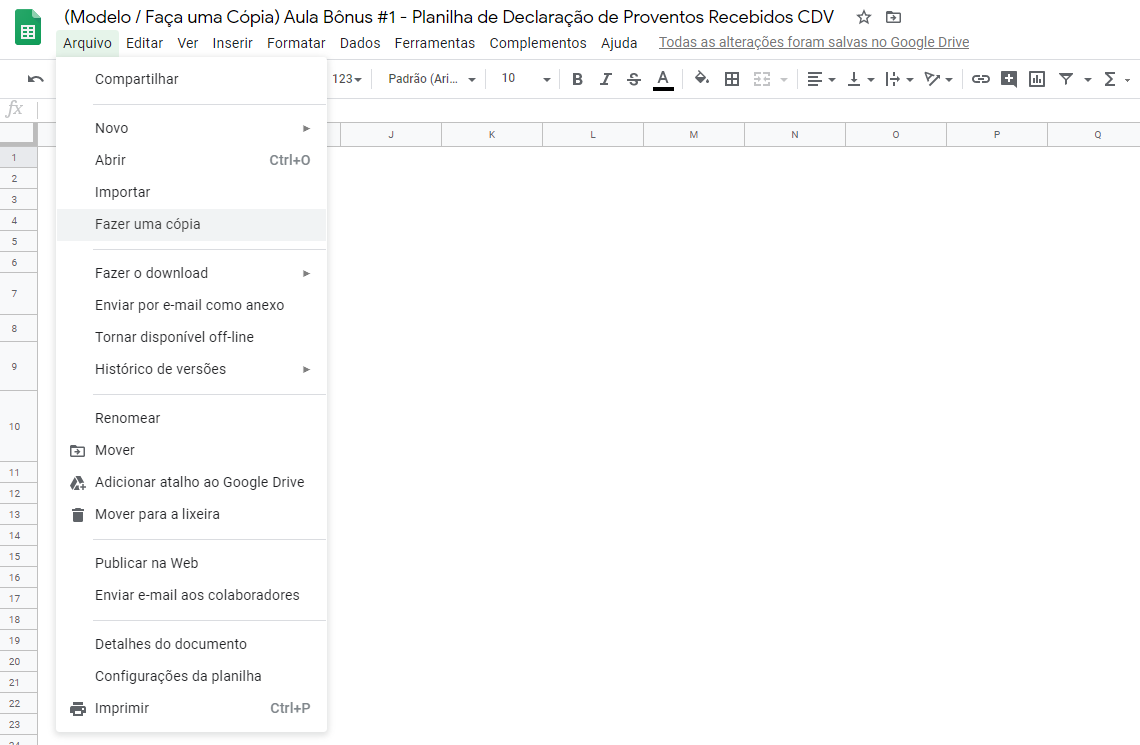 (Modelo / Faça uma Cópia) Aula Bônus #1 - Planilha de Declaração de Proventos Recebidos CDV
Arquivo Editar Ver Inserir Formatar Dados Ferramentas Complementos Ajuda Todas as alterações foram salvas no Google Drive
123 Padrão (Ari... 10 B I S A Σ
fx
J K L M N O P Q
Compartilhar
Novo
Abrir Ctrl+O
Importar
Fazer uma cópia
Fazer o download
Enviar por e-mail como anexo
Tornar disponível off-line
Histórico de versões
Renomear
Mover
Adicionar atalho ao Google Drive
Mover para a lixeira
Publicar na Web
Enviar e-mail aos colaboradores
Detalhes do documento
Configurações da planilha
Imprimir Ctrl+P
1
2
3
4
5
6
7
8
9
10
11
12
13
14
15
16
17
18
19
20
21
22
23
24